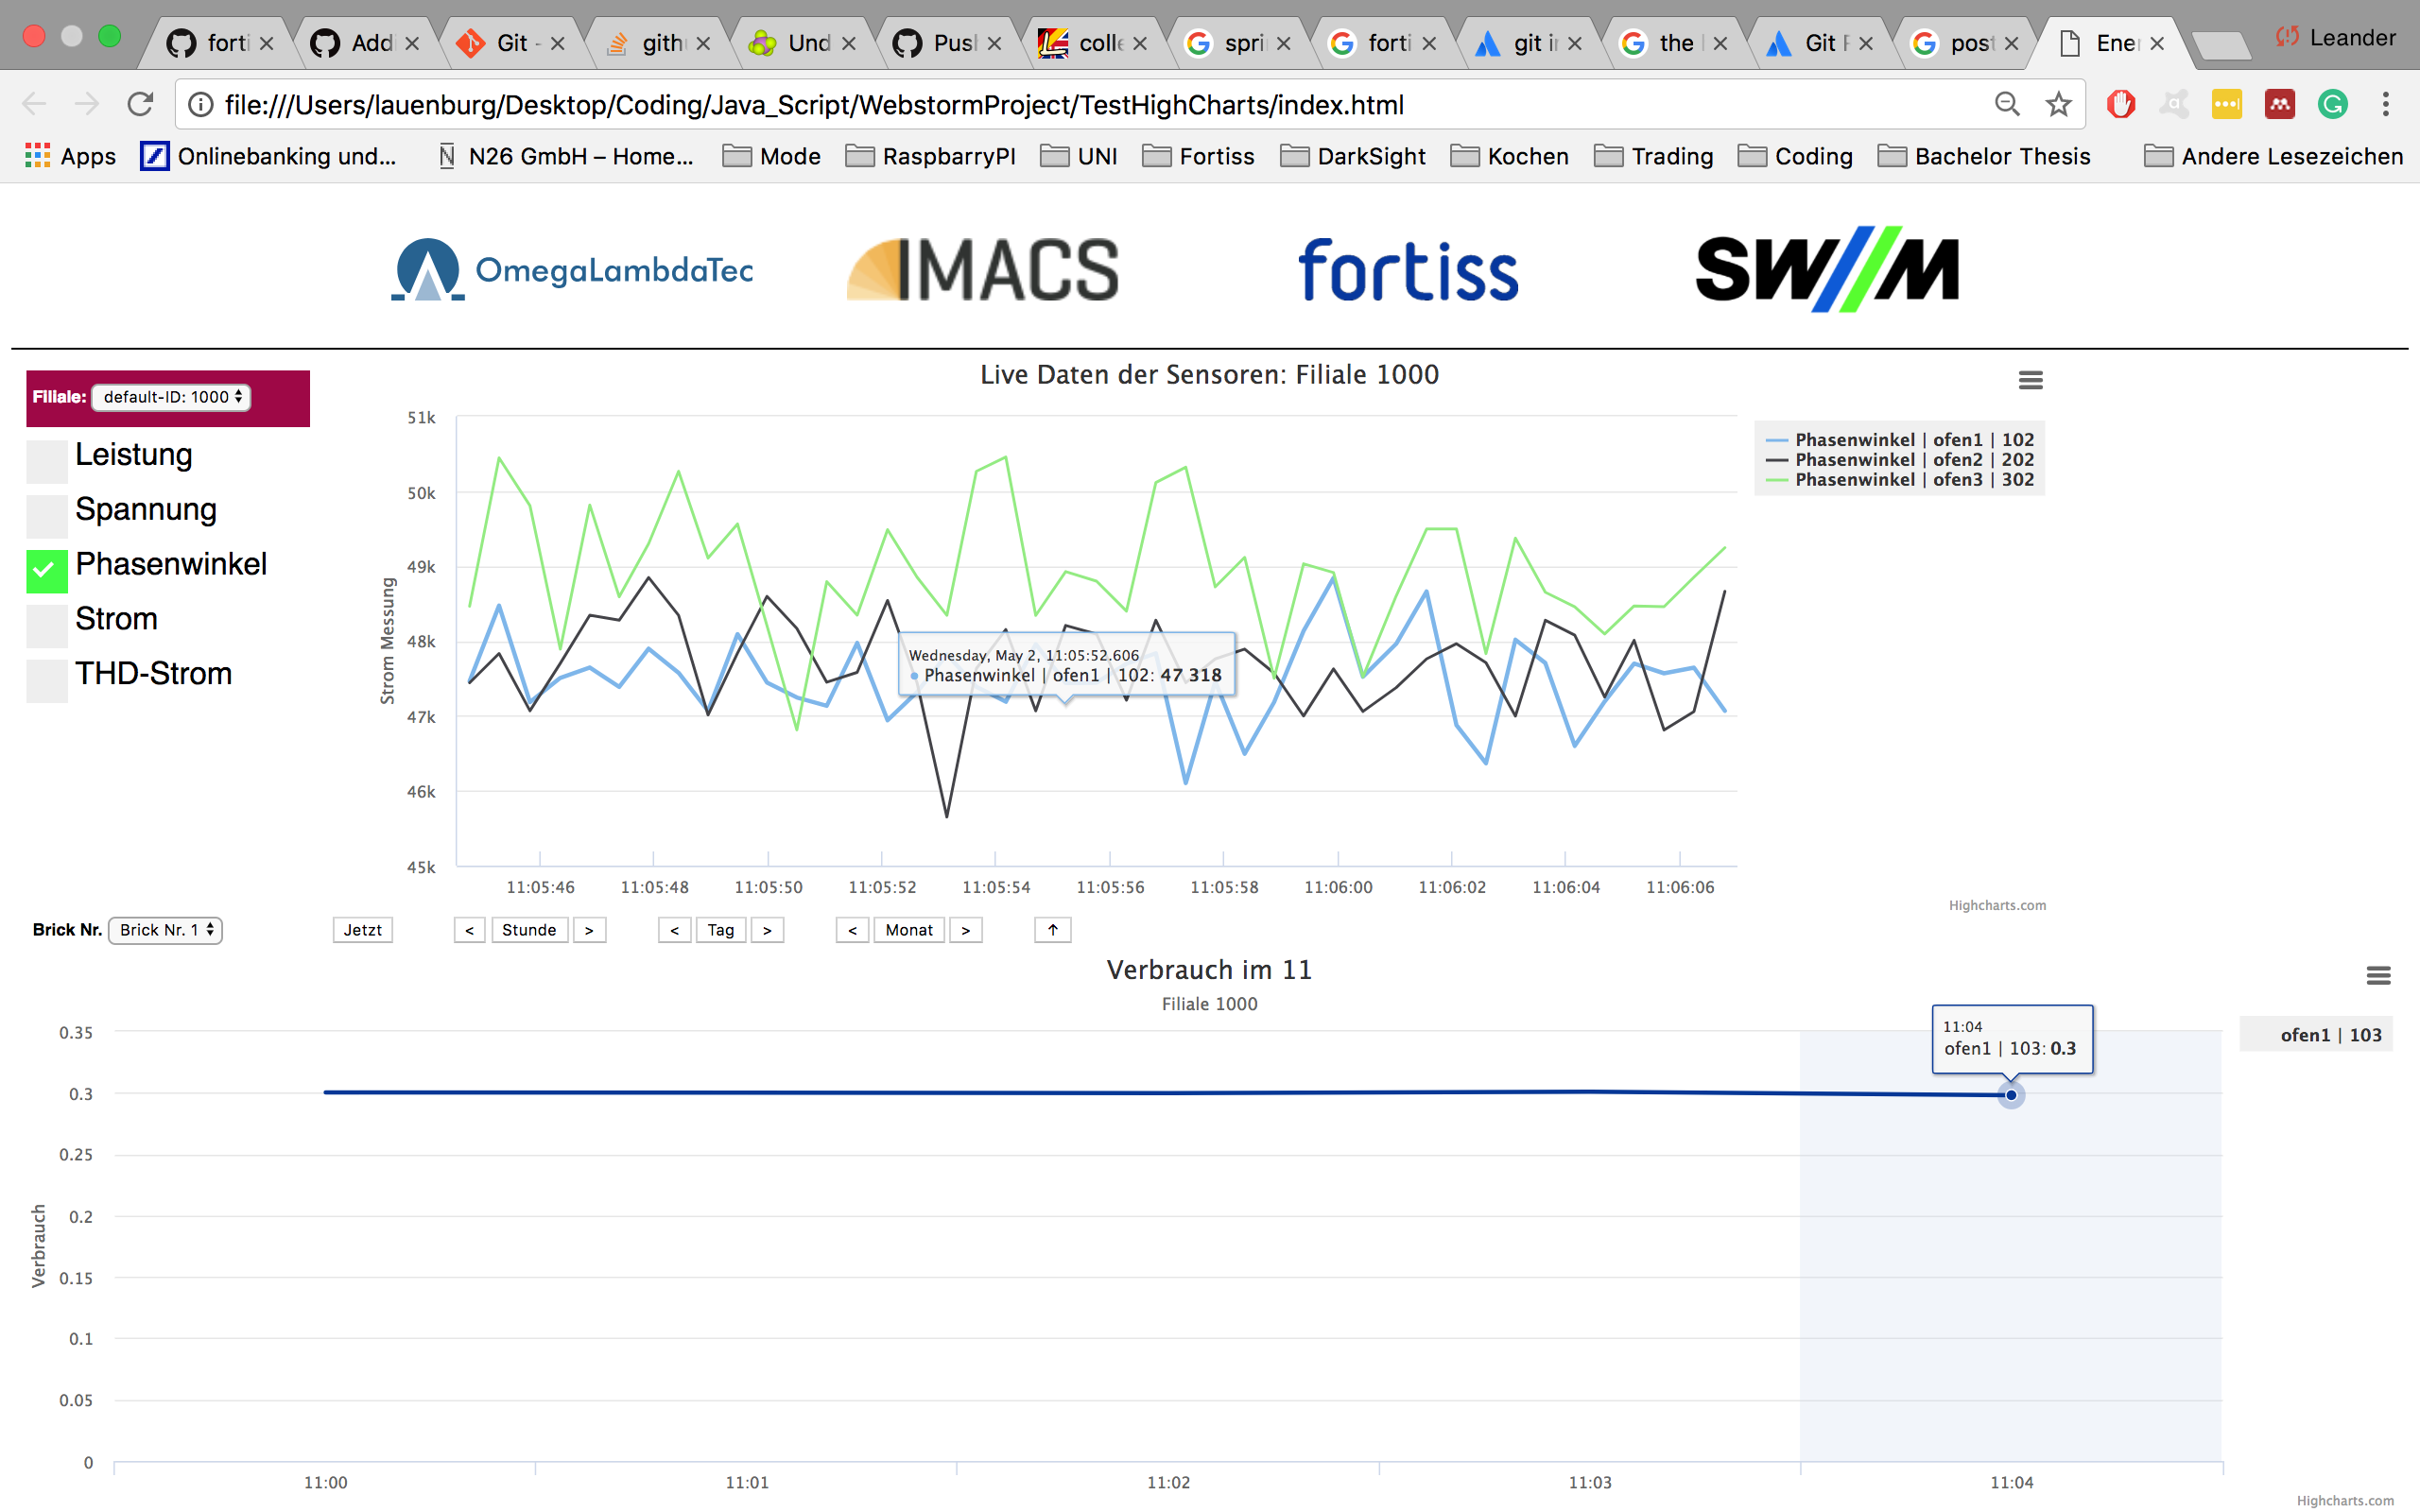 forti
Add
Git -
gith
Und
Pus
colle
spri
forti
git i
the
Git
post
Ene
Leander
file:///Users/lauenburg/Desktop/Coding/Java_Script/WebstormProject/TestHighCharts/index.html
Apps
Onlinebanking und...
N26 GmbH – Home...
Mode
RaspbarryPI
UNI
Fortiss
DarkSight
Kochen
Trading
Coding
Bachelor Thesis
Andere Lesezeichen
OmegaLambdaTec
IMACS
fortiss
SW//M
Filiale: default-ID: 1000
Leistung
Spannung
Phasenwinkel
Strom
THD-Strom
Live Daten der Sensoren: Filiale 1000
Strom Messung
51k
50k
49k
48k
47k
46k
45k
Wednesday, May 2, 11:05:52.606
Phasenwinkel | ofen1 | 102: 47 318
11:05:46 11:05:48 11:05:50 11:05:52 11:05:54 11:05:56 11:05:58 11:06:00 11:06:02 11:06:04 11:06:06
Phasenwinkel | ofen1 | 102
Phasenwinkel | ofen2 | 202
Phasenwinkel | ofen3 | 302
Highcharts.com
Brick Nr. Brick Nr. 1
Jetzt
< Stunde >
< Tag >
< Monat >
↑
Verbrauch im 11
Filiale 1000
Verbrauch
0.35
0.3
0.25
0.2
0.15
0.1
0.05
0
11:04
ofen1 | 103: 0.3
ofen1 | 103
11:00 11:01 11:02 11:03 11:04
Highcharts.com